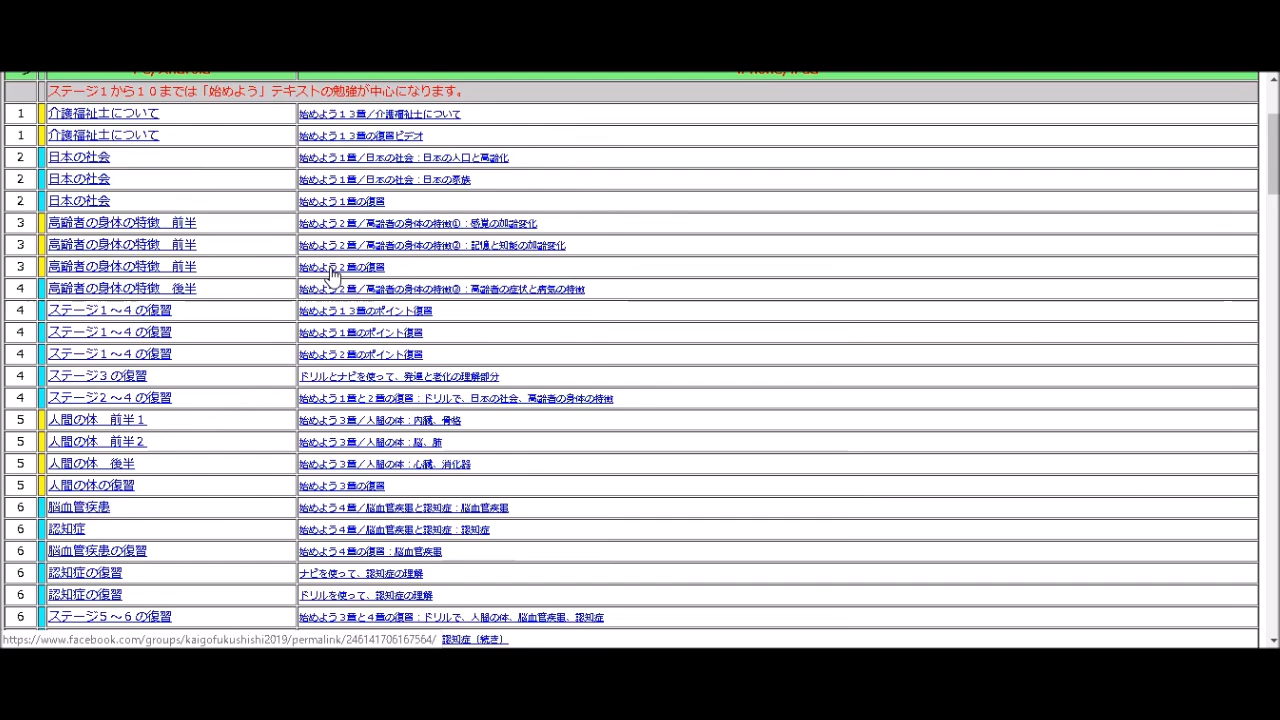 ステージ1から10までは「始めよう」テキストの勉強が中心になります。
1 介護福祉士について 始めよう13章/介護福祉士について
1 介護福祉士について 始めよう13章の復習ビデオ
2 日本の社会 始めよう1章/日本の社会:日本の人口と高齢化
2 日本の社会 始めよう1章/日本の社会:日本の家族
2 日本の社会 始めよう1章の復習
3 高齢者の身体の特徴 前半 始めよう2章/高齢者の身体の特徴①:感覚の加齢変化
3 高齢者の身体の特徴 前半 始めよう2章/高齢者の身体の特徴②:記憶と知能の加齢変化
3 高齢者の身体の特徴 前半 始めよう2章の復習
4 高齢者の身体の特徴 後半 始めよう2章/高齢者の身体の特徴③:高齢者の症状と病気の特徴
4 ステージ1~4の復習 始めよう13章のポイント復習
4 ステージ1~4の復習 始めよう1章のポイント復習
4 ステージ1~4の復習 始めよう2章のポイント復習
4 ステージ3の復習 ドリルとナビを使って、発達と老化の理解部分
4 ステージ2~4の復習 始めよう1章と2章の復習:ドリルで、日本の社会、高齢者の身体の特徴
5 人間の体 前半1 始めよう3章/人間の体:内臓、骨格
5 人間の体 前半2 始めよう3章/人間の体:脳、肺
5 人間の体 後半 始めよう3章/人間の体:心臓、消化器
5 人間の体の復習 始めよう3章の復習
6 脳血管疾患 始めよう4章/脳血管疾患と認知症:脳血管疾患
6 認知症 始めよう4章/脳血管疾患と認知症:認知症
6 脳血管疾患の復習 始めよう4章の復習:脳血管疾患
6 認知症の復習 ナビを使って、認知症の理解
6 認知症の復習 ドリルを使って、認知症の理解
6 ステージ5~6の復習 始めよう3章と4章の復習:ドリルで、人間の体、脳血管疾患、認知症
https://www.facebook.com/groups/kaigofukushishi2019/permalink/246141706167564/ 認知症(続き)